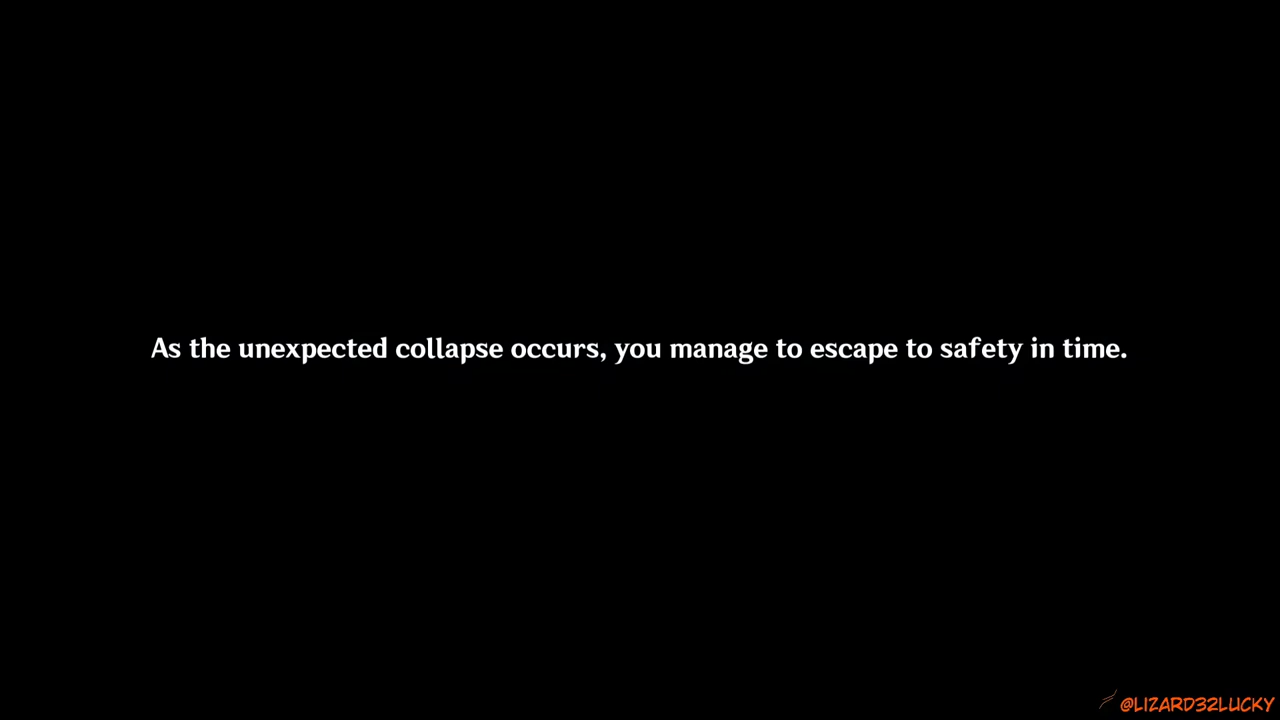 As the unexpected collapse occurs, you manage to escape to safety in time.
@LIZARD32LUCKY